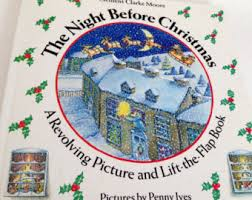 Clement Clarke Moore
The Night Before Christmas
A Revolving Picture and Lift-the-Flap Book
Pictures by Penny Ives